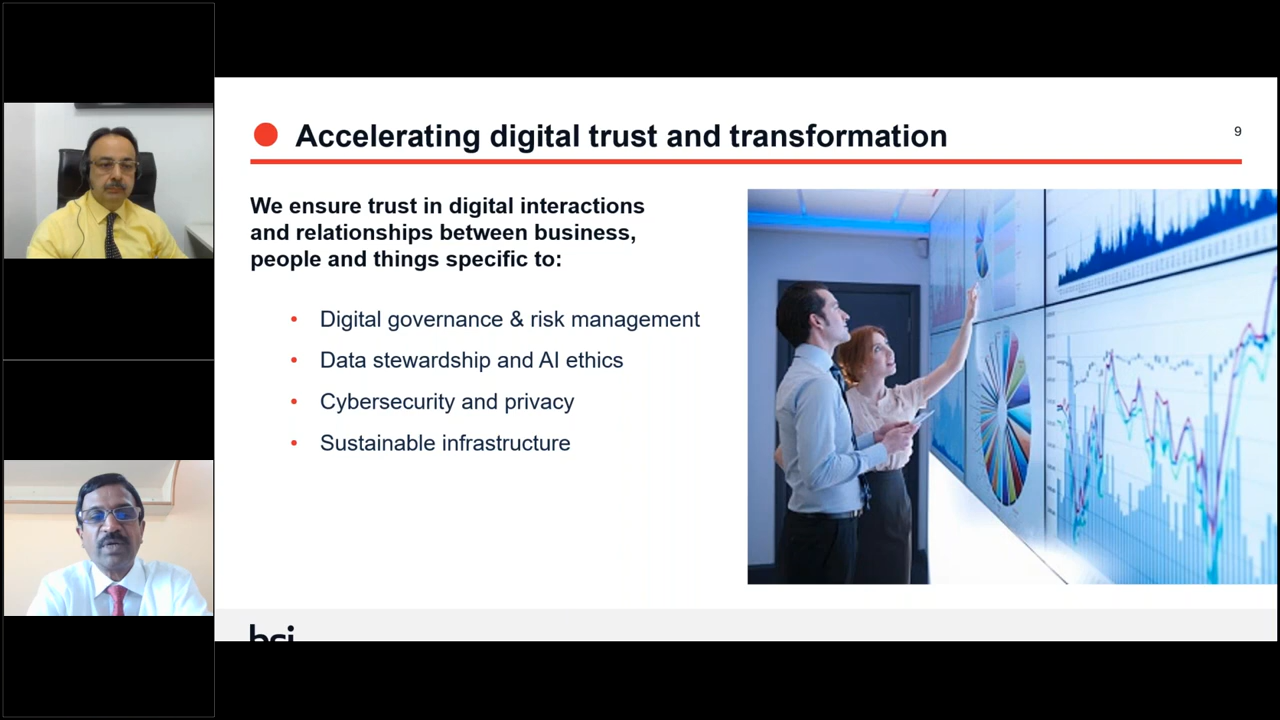 Accelerating digital trust and transformation
9
We ensure trust in digital interactions
and relationships between business,
people and things specific to:
• Digital governance & risk management
• Data stewardship and AI ethics
• Cybersecurity and privacy
• Sustainable infrastructure
bsi